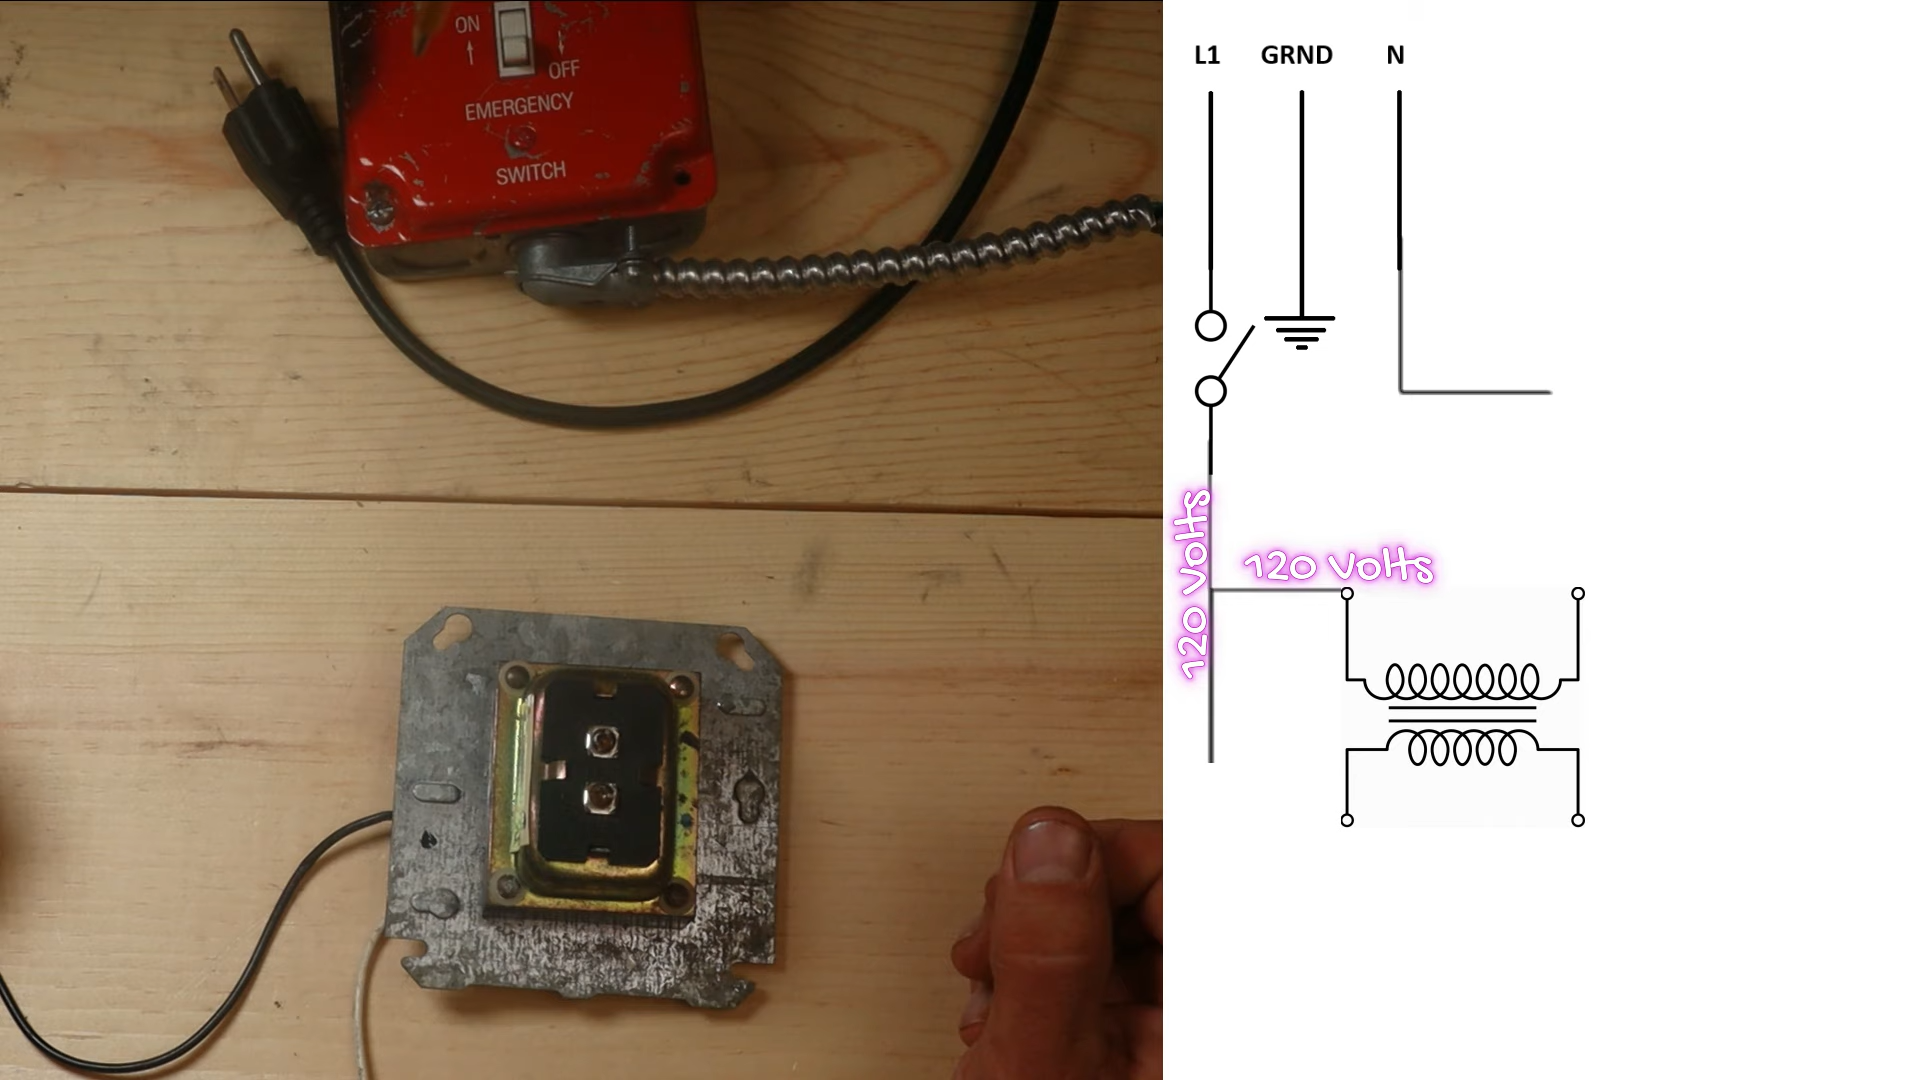 ON
OFF
EMERGENCY
SWITCH
L1 GRND N
120 Volts
120 Volts